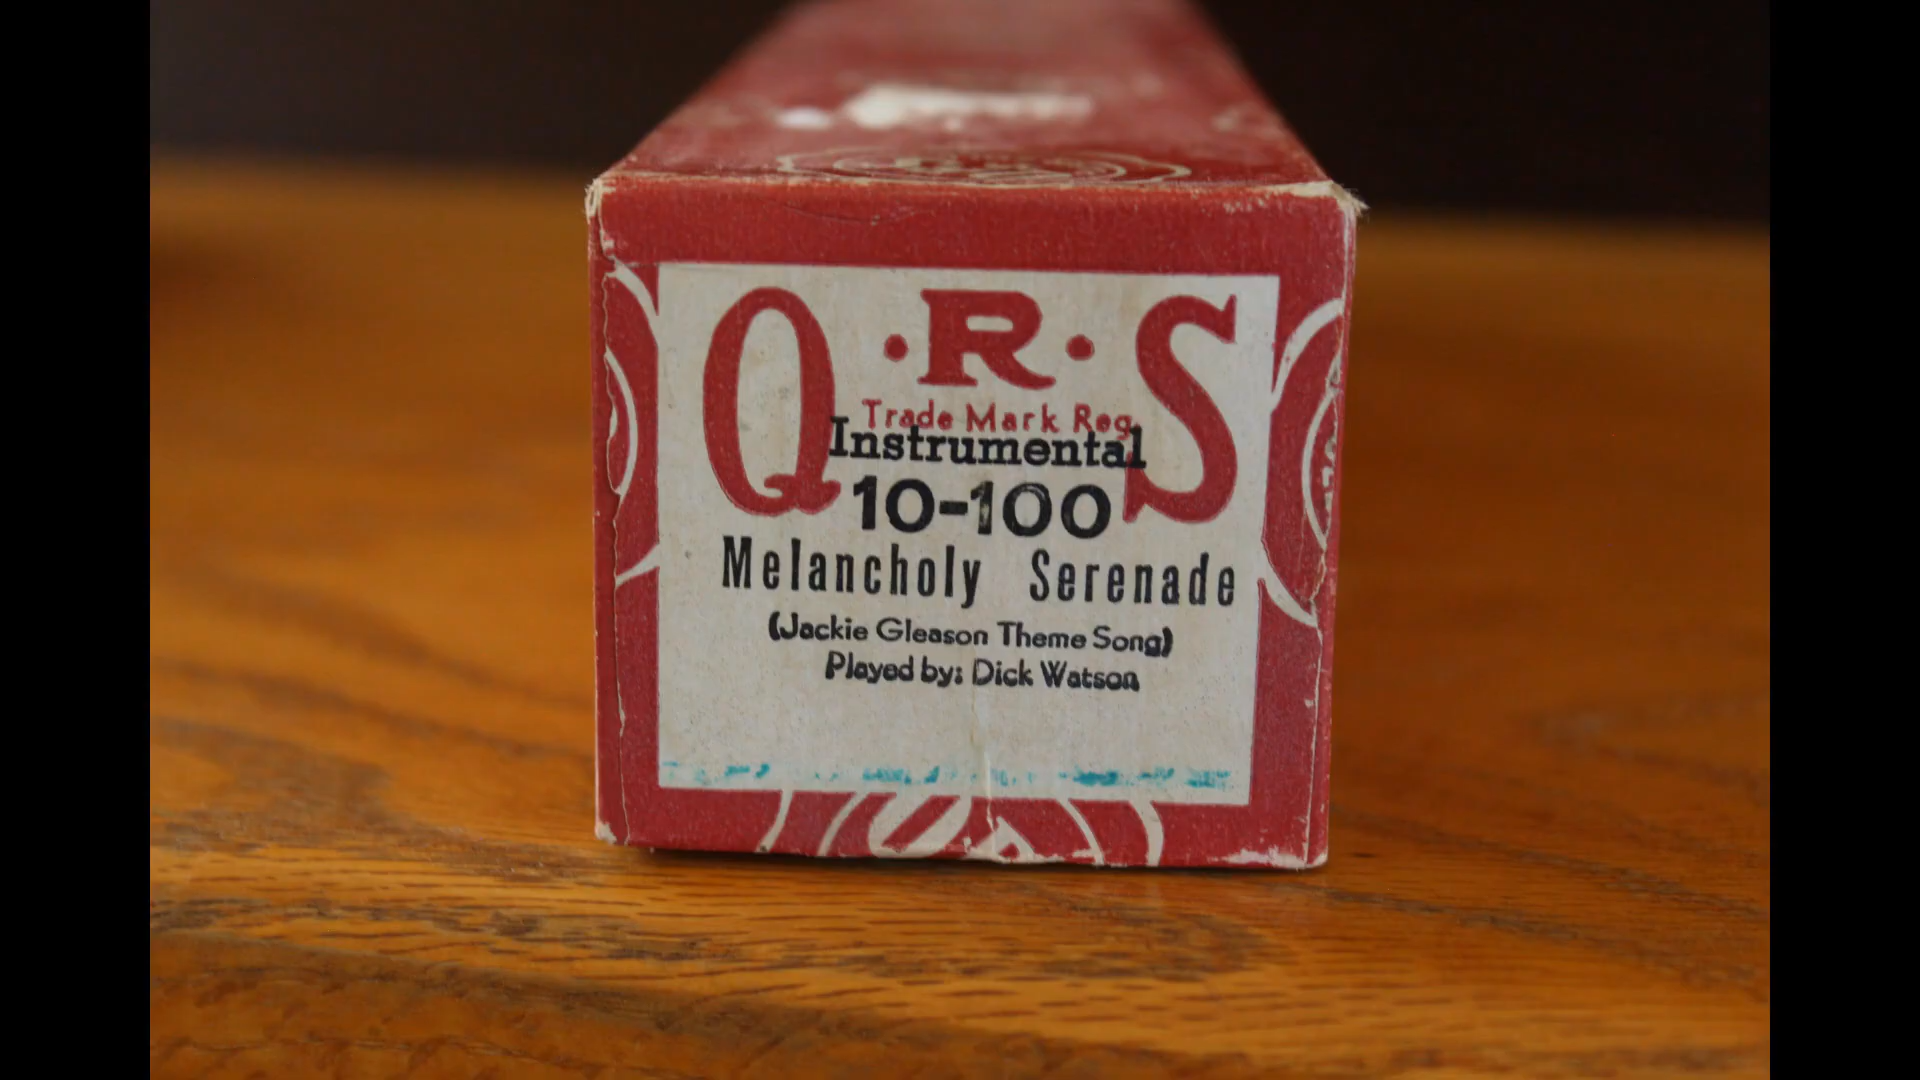 Q·R·S
Trade Mark Reg.
Instrumental
10-100
Melancholy Serenade
(Jackie Gleason Theme Song)
Played by: Dick Watson